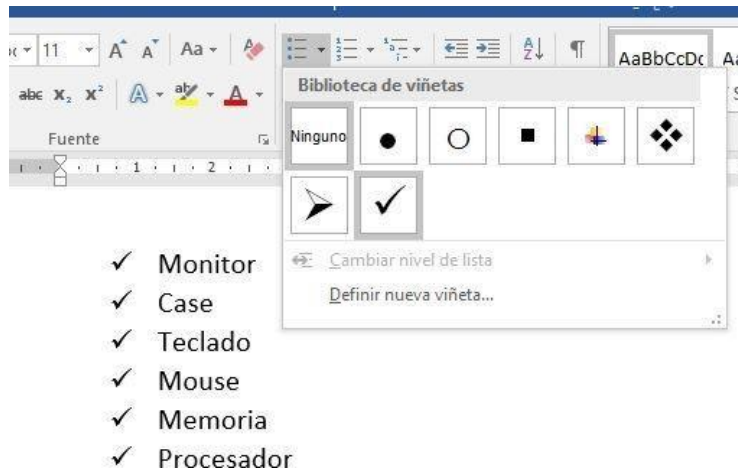 11 A A Aa
abc X₂ X² A aby A
AaBbCcDc
Fuente
Biblioteca de viñetas
Ninguno
Cambiar nivel de lista
Definir nueva viñeta...
1 2
Monitor
Case
Teclado
Mouse
Memoria
Procesador